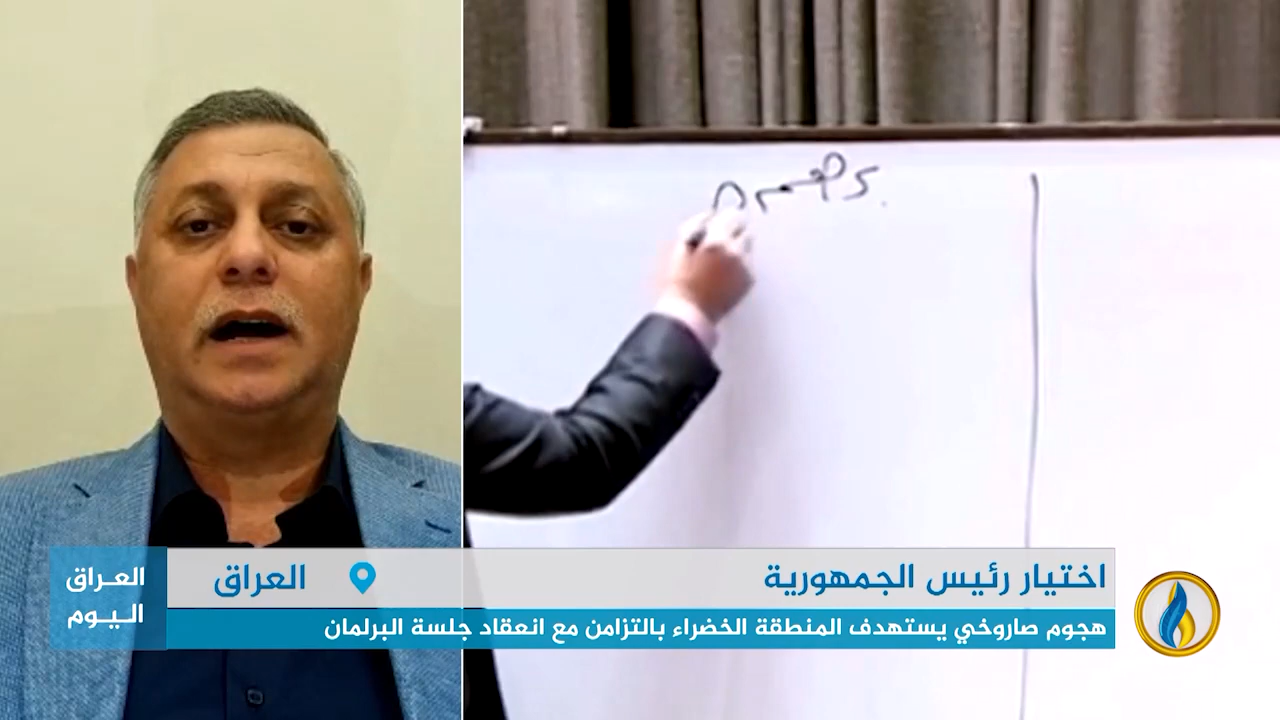 اختيار رئيس الجمهورية
العراق
هجوم صاروخي يستهدف المنطقة الخضراء بالتزامن مع انعقاد جلسة البرلمان
العراق
اليوم